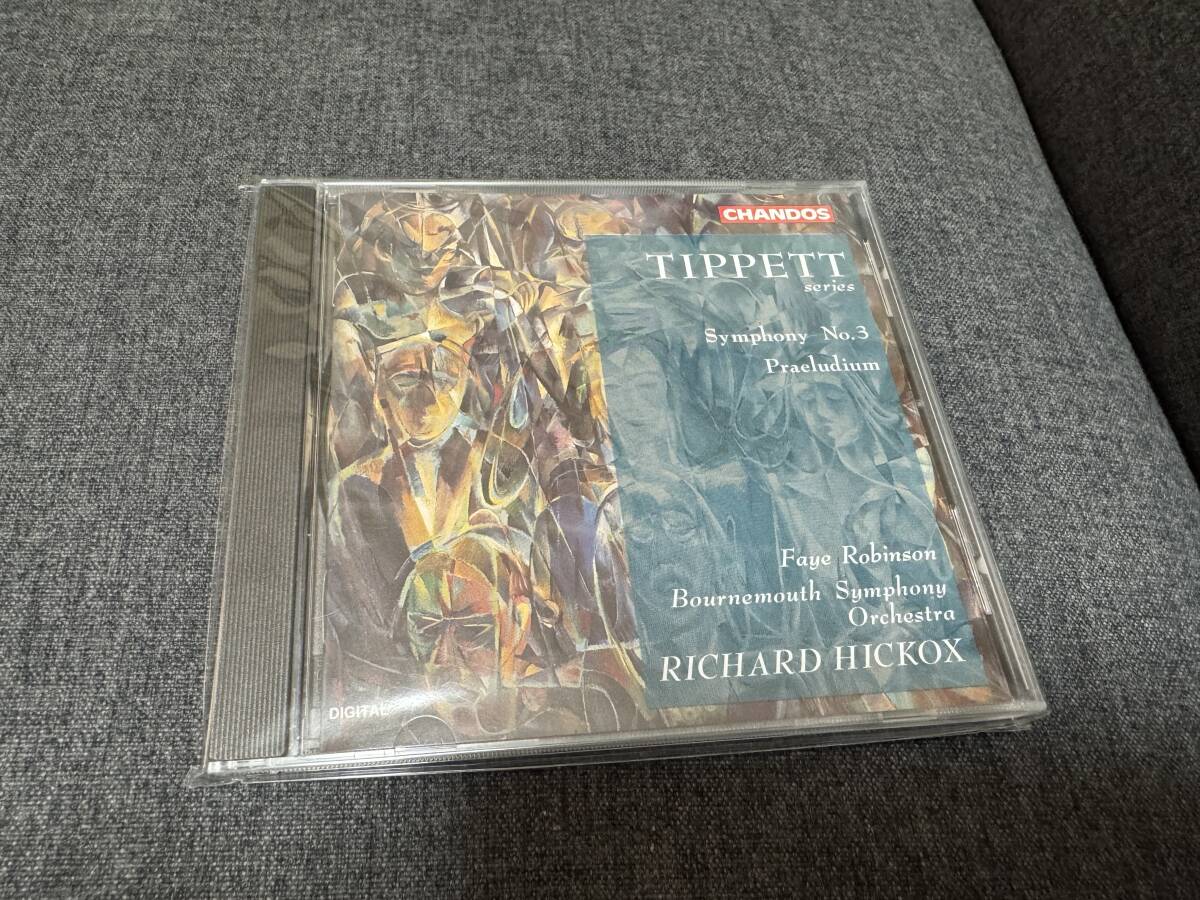 CHANDOS
TIPPETT
series
Symphony No.3
Praeludium
Faye Robinson
Bournemouth Symphony
Orchestra
RICHARD HICKOX
DIGITAL